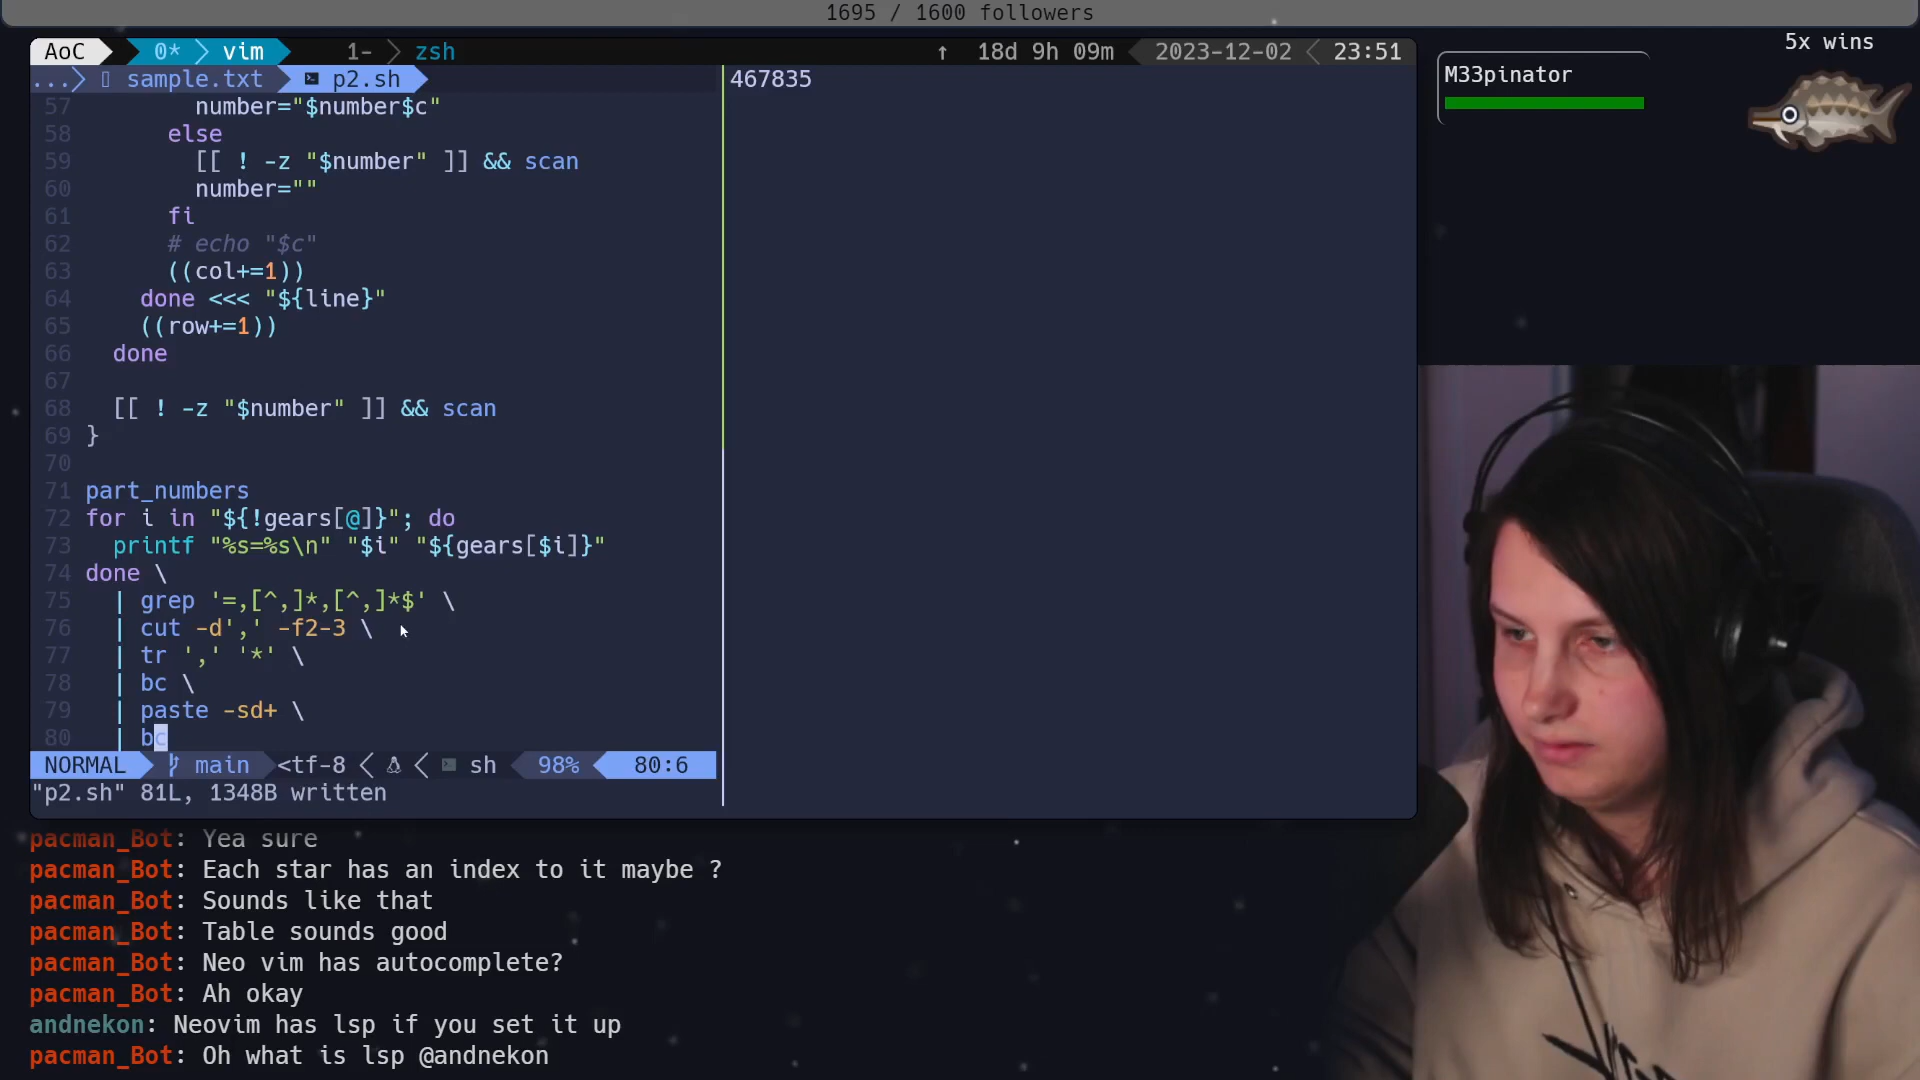 1695 / 1600 followers
AoC 0* vim 1- zsh ↑ 18d 9h 09m 2023-12-02 23:51
... sample.txt p2.sh
57 number="$number$c"
58 else
59 [[ ! -z "$number" ]] && scan
60 number=""
61 fi
62 # echo "$c"
63 ((col+=1))
64 done <<< "${line}"
65 ((row+=1))
66 done
67
68 [[ ! -z "$number" ]] && scan
69 }
70
71 part_numbers
72 for i in "${!gears[@]}"; do
73 printf "%s=%s\n" "$i" "${gears[$i]}"
74 done \
75 | grep '=,[^,]*,[^,]*$' \
76 | cut -d',' -f2-3 \
77 | tr ',' '*' \
78 | bc \
79 | paste -sd+ \
80 | bc
NORMAL main <tf-8 < < sh 98% 80:6
"p2.sh" 81L, 1348B written
467835
M33pinator
5x wins
pacman_Bot: Yea sure
pacman_Bot: Each star has an index to it maybe ?
pacman_Bot: Sounds like that
pacman_Bot: Table sounds good
pacman_Bot: Neo vim has autocomplete?
pacman_Bot: Ah okay
andnekon: Neovim has lsp if you set it up
pacman_Bot: Oh what is lsp @andnekon